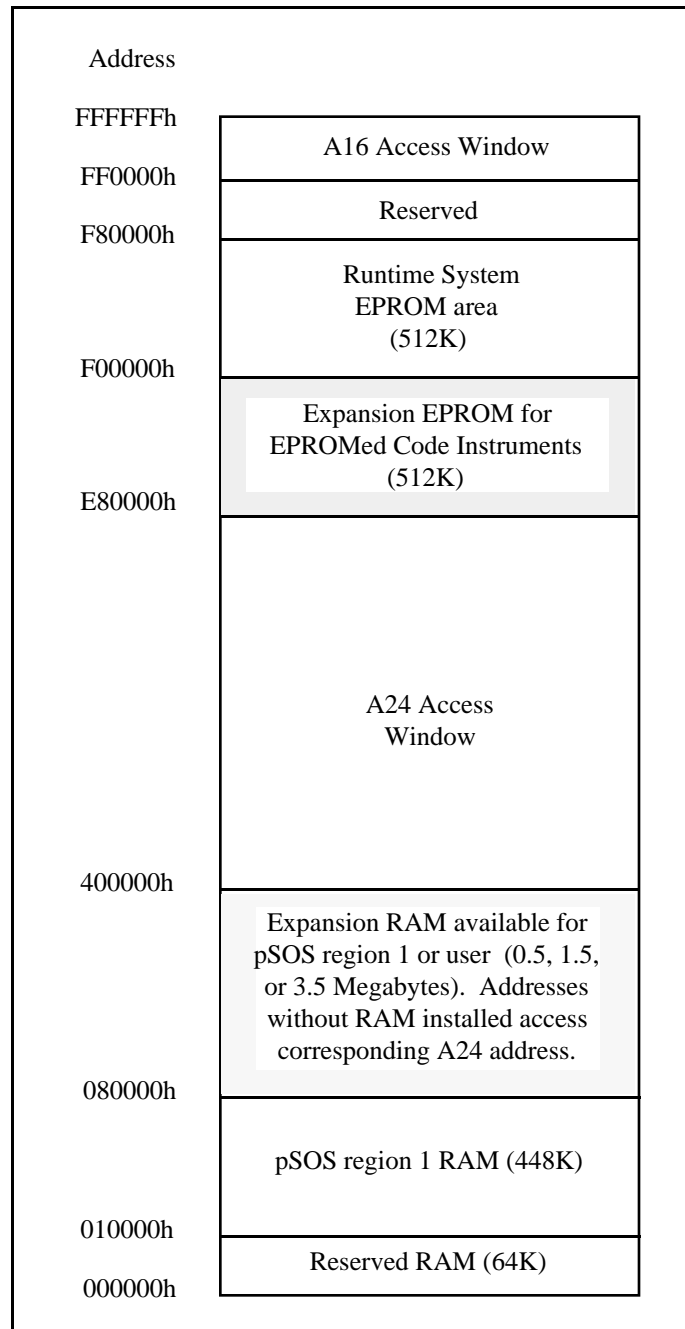 Address
FFFFFFh
A16 Access Window
FF0000h
Reserved
F80000h
Runtime System
EPROM area
(512K)
F00000h
Expansion EPROM for
EPROMed Code Instruments
(512K)
E80000h
A24 Access
Window
400000h
Expansion RAM available for
pSOS region 1 or user (0.5, 1.5,
or 3.5 Megabytes). Addresses
without RAM installed access
corresponding A24 address.
080000h
pSOS region 1 RAM (448K)
010000h
Reserved RAM (64K)
000000h